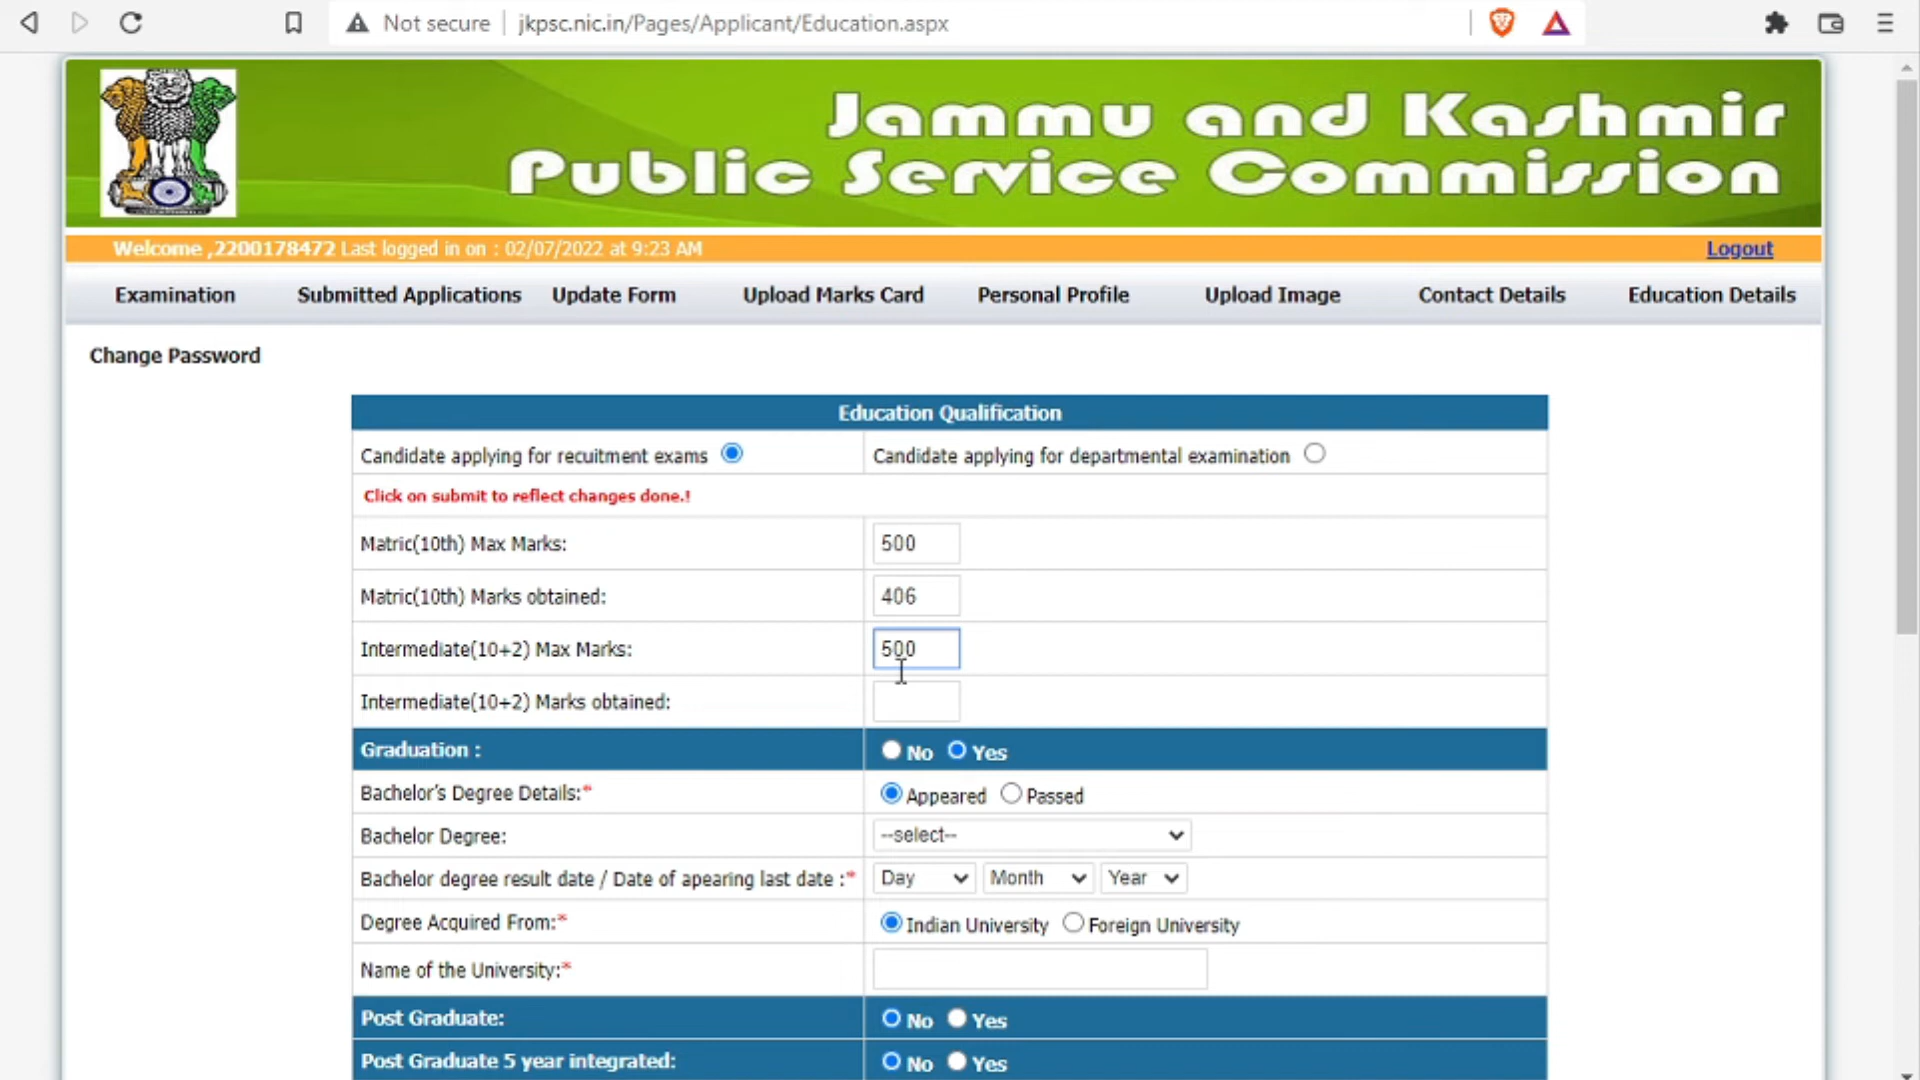 Not secure
jkpsc.nic.in/Pages/Applicant/Education.aspx
Jammu and Kashmir
Public Service Commission
Welcome ,2200178472 Last logged in on : 02/07/2022 at 9:23 AM
Logout
Examination Submitted Applications Update Form Upload Marks Card Personal Profile Upload Image Contact Details Education Details
Change Password
Education Qualification
Candidate applying for recuitment exams Candidate applying for departmental examination
Click on submit to reflect changes done.!
Matric(10th) Max Marks: 500
Matric(10th) Marks obtained: 406
Intermediate(10+2) Max Marks: 500
Intermediate(10+2) Marks obtained:
Graduation : No Yes
Bachelor's Degree Details:* Appeared Passed
Bachelor Degree: --select--
Bachelor degree result date / Date of apearing last date :* Day Month Year
Degree Acquired From:* Indian University Foreign University
Name of the University:*
Post Graduate: No Yes
Post Graduate 5 year integrated: No Yes